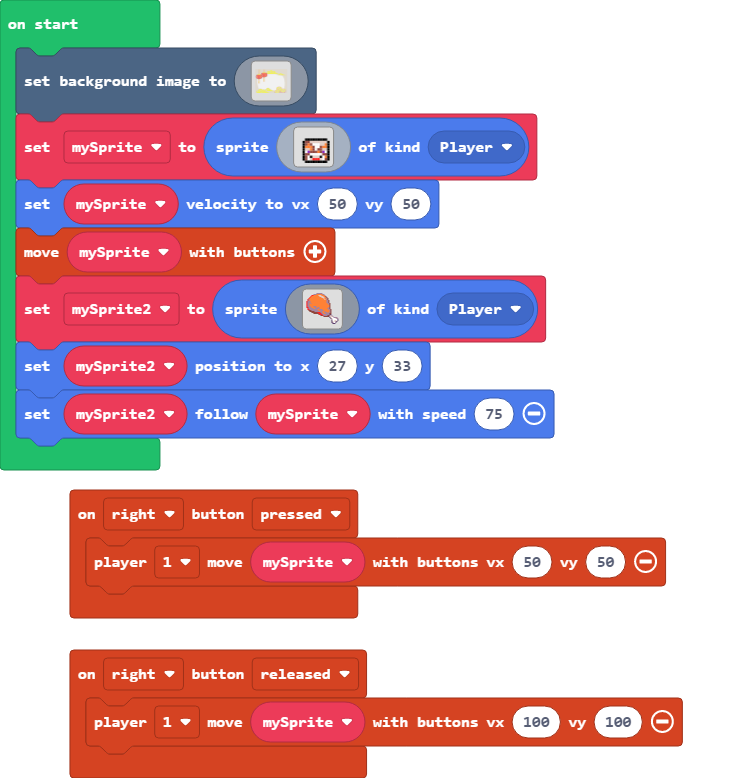 on start
set background image to
set mySprite to sprite of kind Player
set mySprite velocity to vx 50 vy 50
move mySprite with buttons
set mySprite2 to sprite of kind Player
set mySprite2 position to x 27 y 33
set mySprite2 follow mySprite with speed 75
on right button pressed
player 1 move mySprite with buttons vx 50 vy 50
on right button released
player 1 move mySprite with buttons vx 100 vy 100